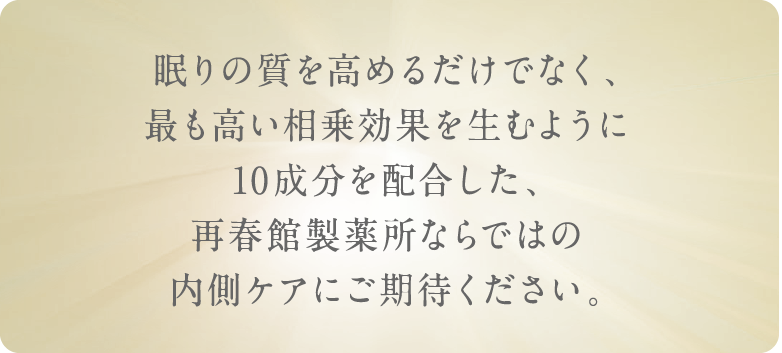 眠りの質を高めるだけでなく、
最も高い相乗効果を生むように
10成分を配合した、
再春館製薬所ならではの
内側ケアにご期待ください。